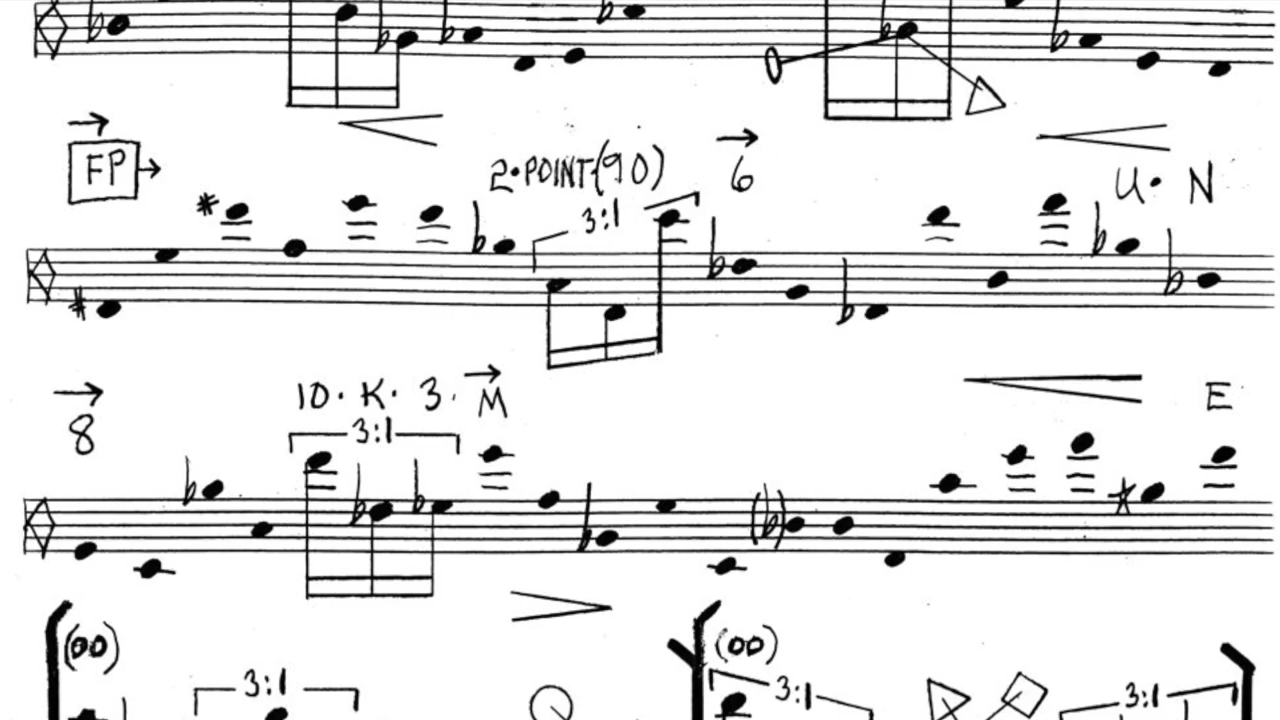 FP 2·POINT(90) 6 U· N
3:1
8 10· K· 3· M E
3:1
(00) (00)
3:1 3:1 3:1